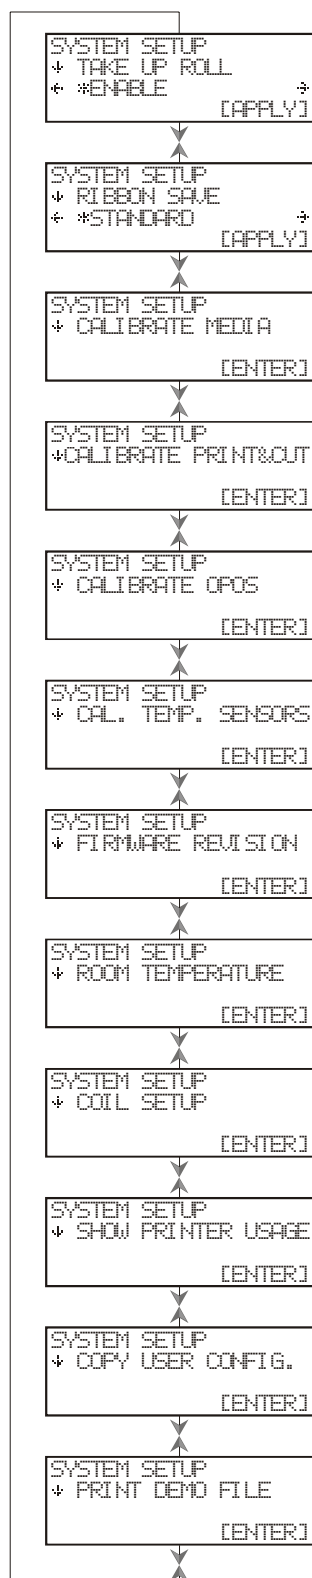 SYSTEM SETUP
↓ TAKE UP ROLL
← *ENABLE →
[APPLY]
SYSTEM SETUP
↓ RIBBON SAVE
← *STANDARD →
[APPLY]
SYSTEM SETUP
↓ CALIBRATE MEDIA
[ENTER]
SYSTEM SETUP
↓CALIBRATE PRINT&CUT
[ENTER]
SYSTEM SETUP
↓ CALIBRATE OPOS
[ENTER]
SYSTEM SETUP
↓ CAL. TEMP. SENSORS
[ENTER]
SYSTEM SETUP
↓ FIRMWARE REVISION
[ENTER]
SYSTEM SETUP
↓ ROOM TEMPERATURE
[ENTER]
SYSTEM SETUP
↓ COIL SETUP
[ENTER]
SYSTEM SETUP
↓ SHOW PRINTER USAGE
[ENTER]
SYSTEM SETUP
↓ COPY USER CONFIG.
[ENTER]
SYSTEM SETUP
↓ PRINT DEMO FILE
[ENTER]